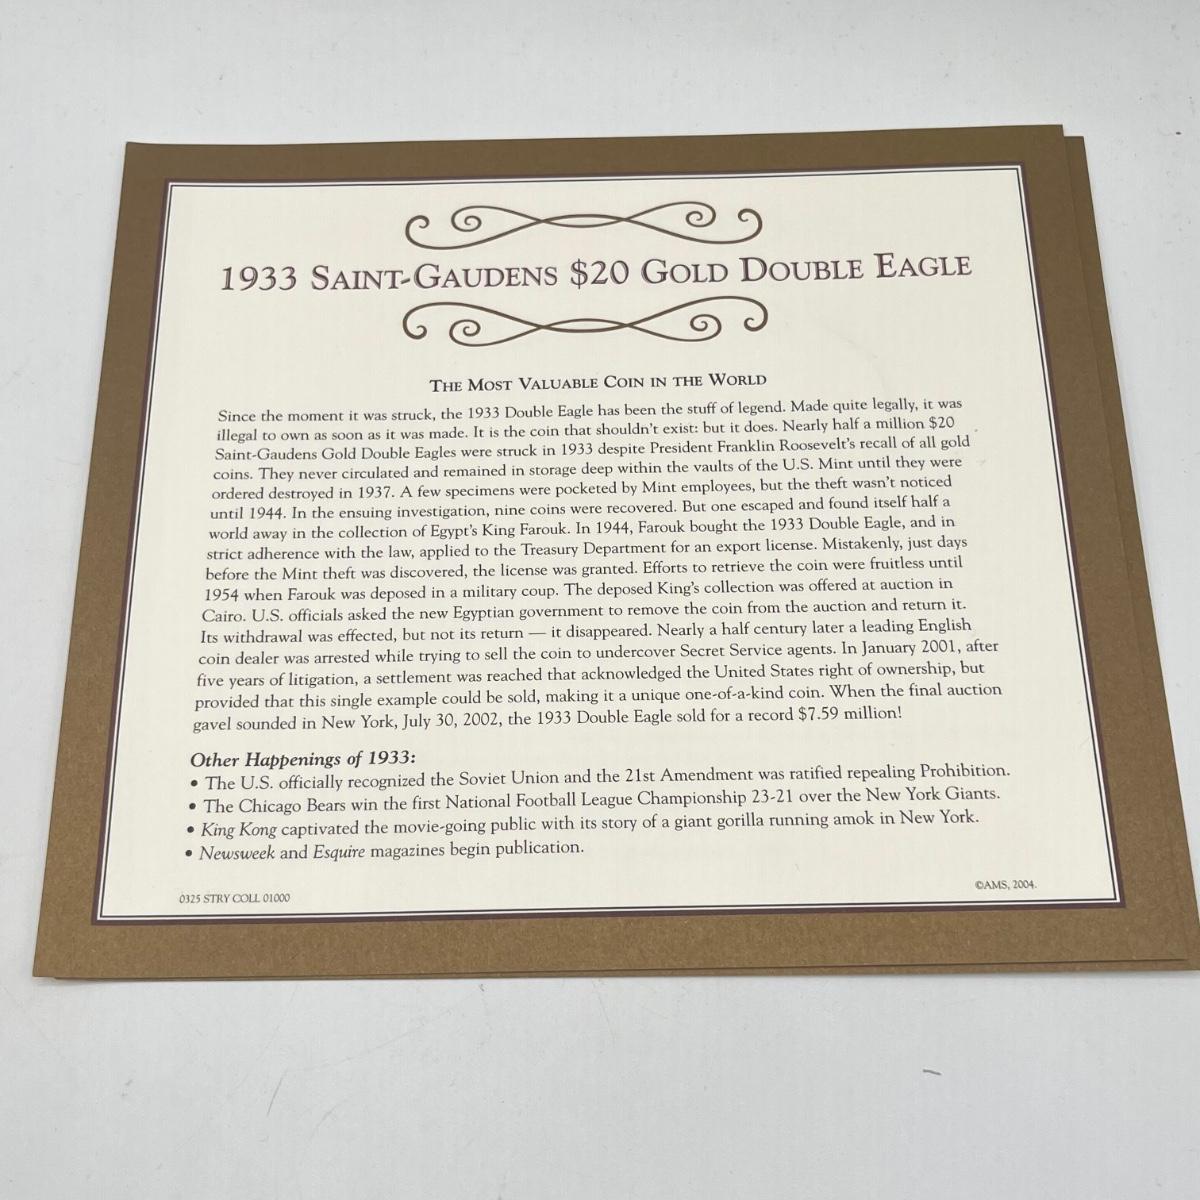 1933 SAINT-GAUDENS $20 GOLD DOUBLE EAGLE
THE MOST VALUABLE COIN IN THE WORLD
Since the moment it was struck, the 1933 Double Eagle has been the stuff of legend. Made quite legally, it was
illegal to own as soon as it was made. It is the coin that shouldn't exist: but it does. Nearly half a million $20
Saint-Gaudens Gold Double Eagles were struck in 1933 despite President Franklin Roosevelt's recall of all gold
coins. They never circulated and remained in storage deep within the vaults of the U.S. Mint until they were
ordered destroyed in 1937. A few specimens were pocketed by Mint employees, but the theft wasn't noticed
until 1944. In the ensuing investigation, nine coins were recovered. But one escaped and found itself half a
world away in the collection of Egypt's King Farouk. In 1944, Farouk bought the 1933 Double Eagle, and in
strict adherence with the law, applied to the Treasury Department for an export license. Mistakenly, just days
before the Mint theft was discovered, the license was granted. Efforts to retrieve the coin were fruitless until
1954 when Farouk was deposed in a military coup. The deposed King's collection was offered at auction in
Cairo. U.S. officials asked the new Egyptian government to remove the coin from the auction and return it.
Its withdrawal was effected, but not its return — it disappeared. Nearly a half century later a leading English
coin dealer was arrested while trying to sell the coin to undercover Secret Service agents. In January 2001, after
five years of litigation, a settlement was reached that acknowledged the United States right of ownership, but
provided that this single example could be sold, making it a unique one-of-a-kind coin. When the final auction
gavel sounded in New York, July 30, 2002, the 1933 Double Eagle sold for a record $7.59 million!
Other Happenings of 1933:
• The U.S. officially recognized the Soviet Union and the 21st Amendment was ratified repealing Prohibition.
• The Chicago Bears win the first National Football League Championship 23-21 over the New York Giants.
• King Kong captivated the movie-going public with its story of a giant gorilla running amok in New York.
• Newsweek and Esquire magazines begin publication.
0325 STRY COLL 01000
©AMS, 2004.